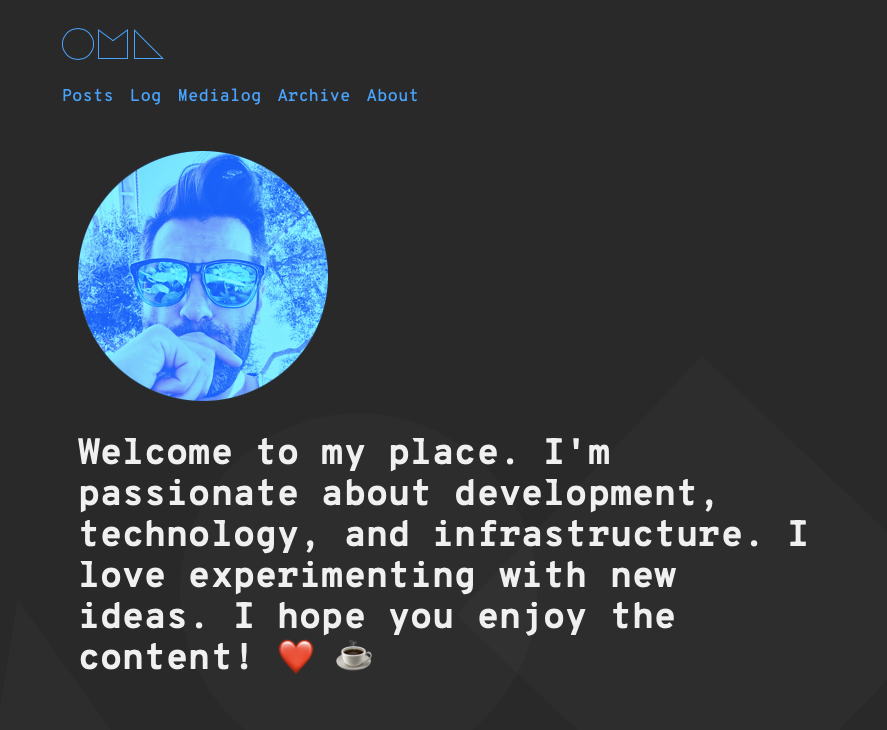 OMA
Posts Log Medialog Archive About
Welcome to my place. I'm
passionate about development,
technology, and infrastructure. I
love experimenting with new
ideas. I hope you enjoy the
content! ❤️ ☕